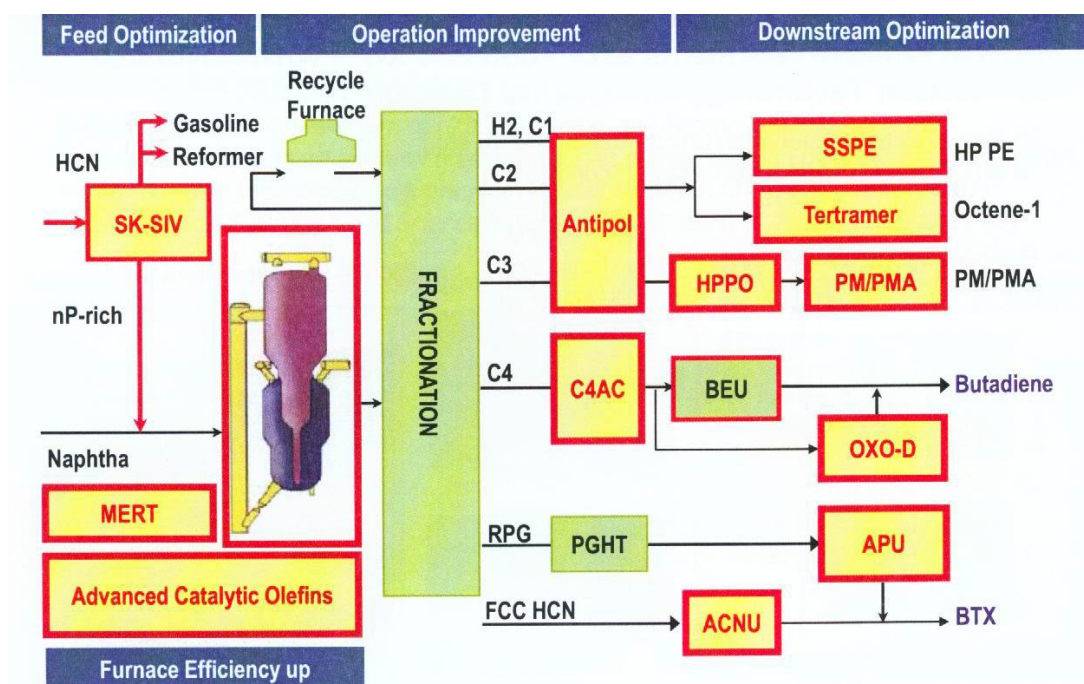 Feed Optimization
Operation Improvement
Downstream Optimization
Recycle
Furnace
Gasoline
Reformer
HCN
SK-SIV
nP-rich
Naphtha
MERT
Advanced Catalytic Olefins
Furnace Efficiency up
FRACTIONATION
H2, C1
C2
C3
C4
RPG
FCC HCN
Antipol
SSPE
HP PE
Tertramer
Octene-1
HPPO
PM/PMA
PM/PMA
C4AC
BEU
Butadiene
OXO-D
PGHT
APU
ACNU
BTX